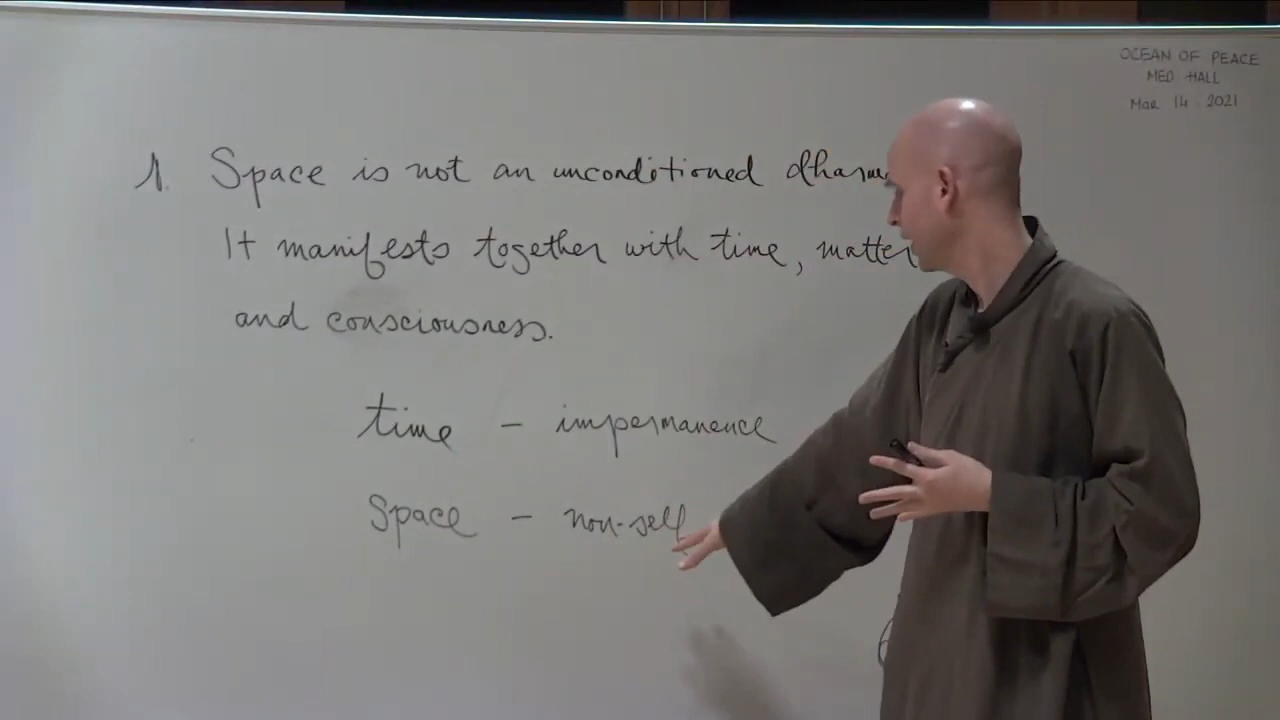 OCEAN OF PEACE
MED HALL
Mar 14. 2021
1. Space is not an unconditioned
It manifests together with time, matter
and consciousness.
time - impermanence
Space - non-self